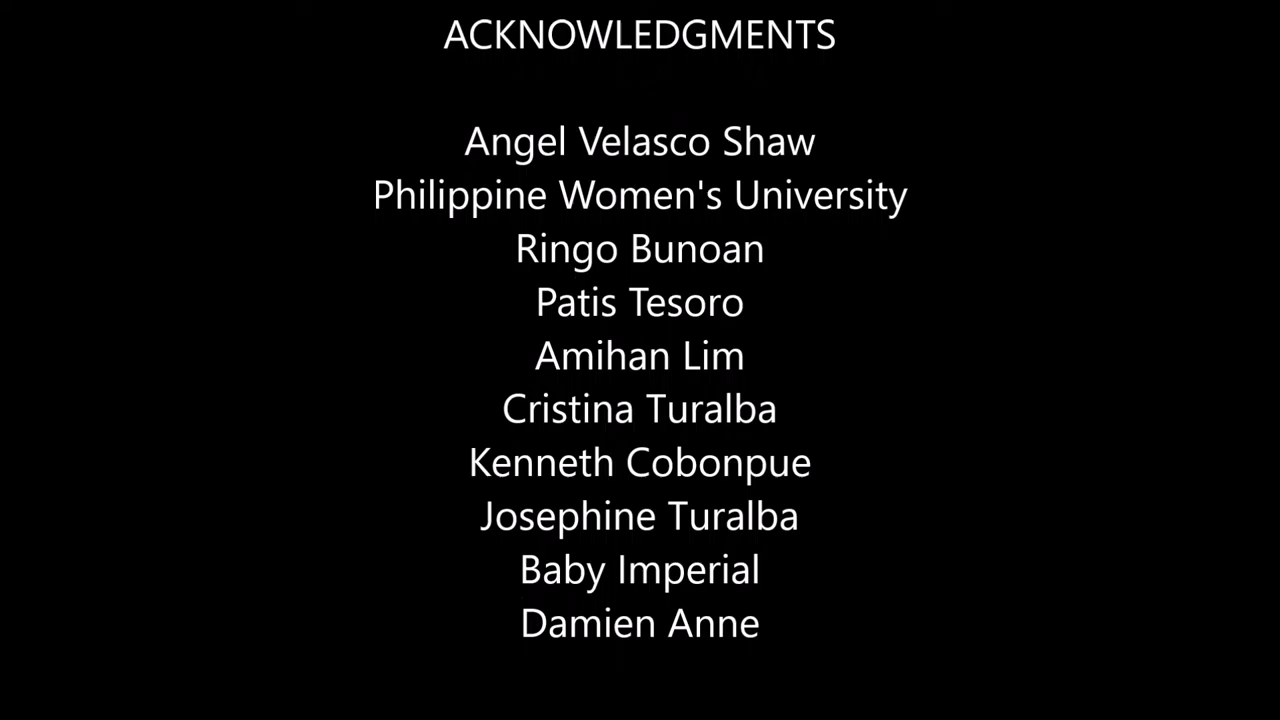 ACKNOWLEDGMENTS
Angel Velasco Shaw
Philippine Women's University
Ringo Bunoan
Patis Tesoro
Amihan Lim
Cristina Turalba
Kenneth Cobonpue
Josephine Turalba
Baby Imperial
Damien Anne